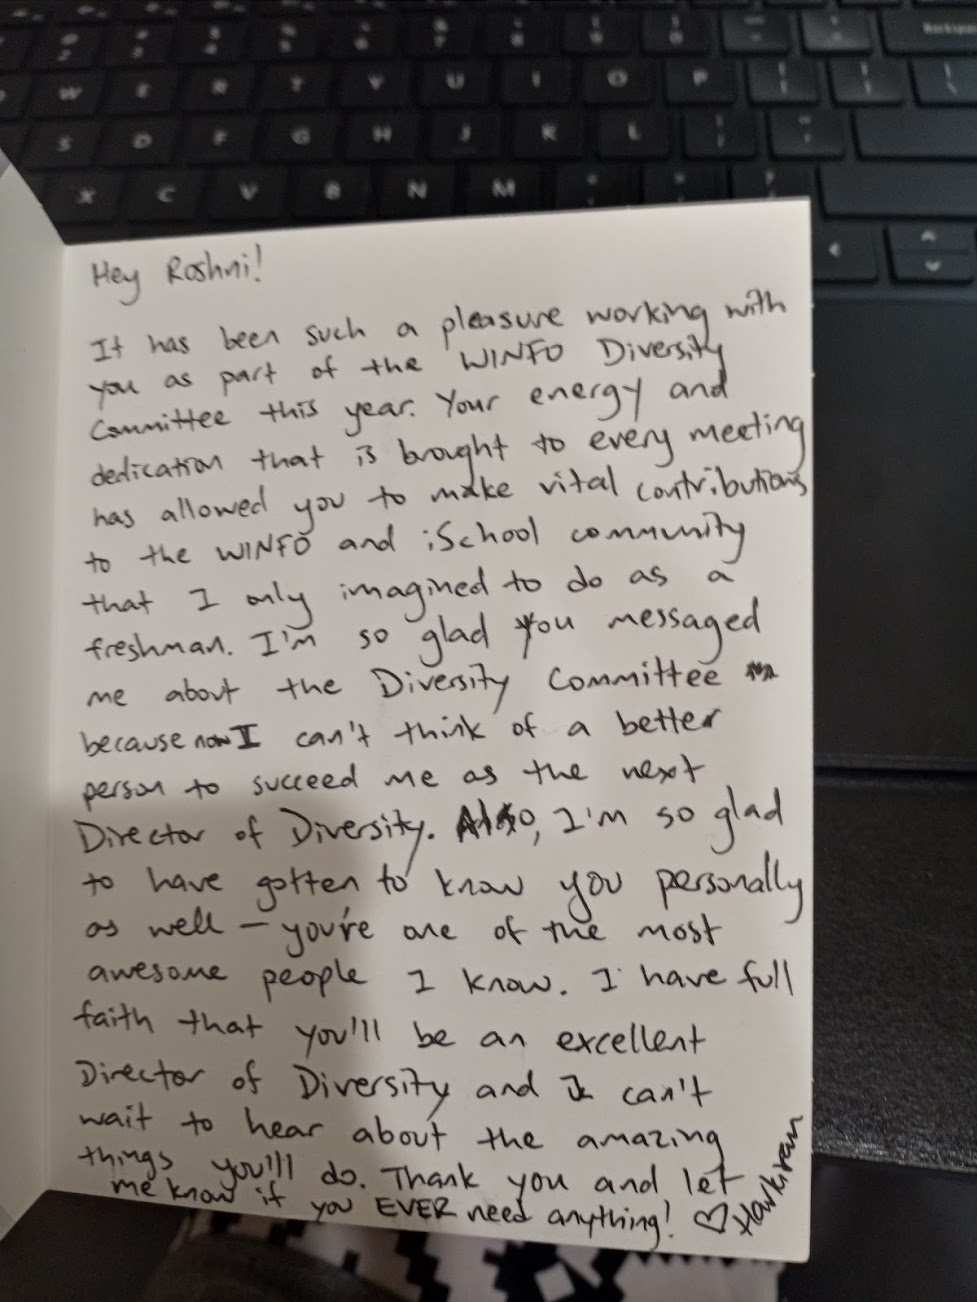 Backspace
W E R T Y U I O P
S D F G H J K L
X C V B N M
Hey Roshni!
It has been such a pleasure working with
you as part of the WINFO Diversity
Committee this year. Your energy and
dedication that is brought to every meeting
has allowed you to make vital contributions
to the WINFO and iSchool community
that I only imagined to do as a
freshman. I'm so glad you messaged
me about the Diversity Committee
because now I can't think of a better
person to succeed me as the next
Director of Diversity. Also, I'm so glad
to have gotten to know you personally
as well – you're one of the most
awesome people I know. I have full
faith that you'll be an excellent
Director of Diversity and I can't
wait to hear about the amazing
things you'll do. Thank you and let
me know if you EVER need anything! ♡ Harkiran